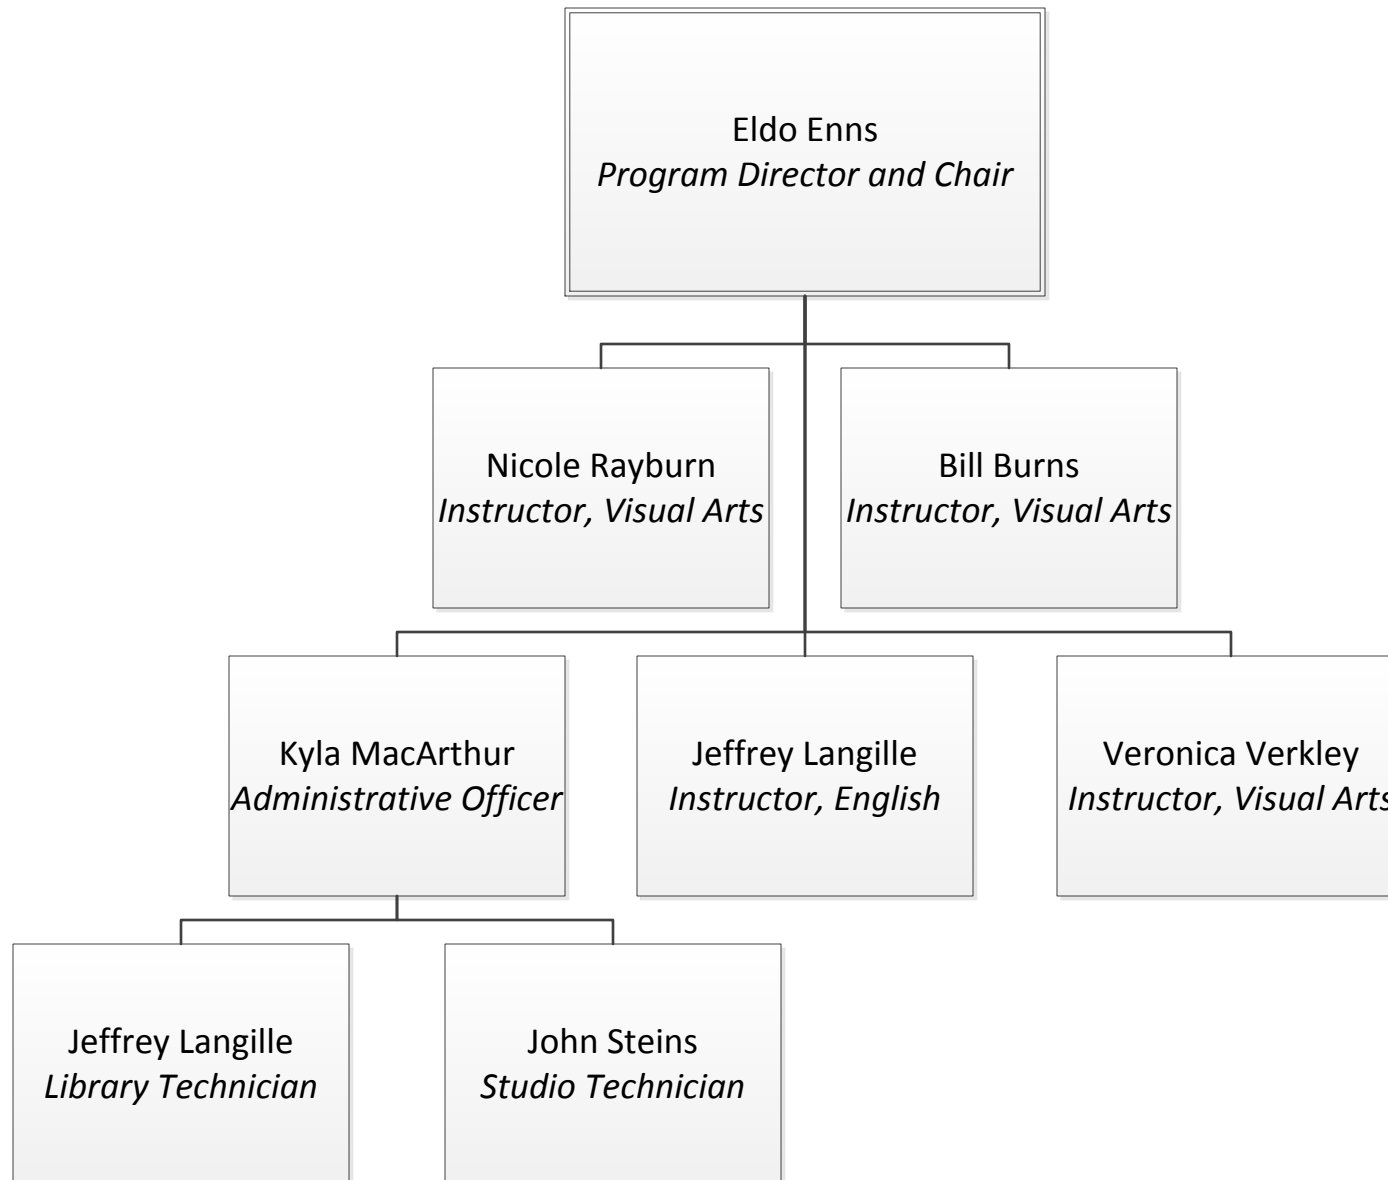 Eldo Enns
Program Director and Chair
Nicole Rayburn
Instructor, Visual Arts
Bill Burns
Instructor, Visual Arts
Kyla MacArthur
Administrative Officer
Jeffrey Langille
Instructor, English
Veronica Verkley
Instructor, Visual Arts
Jeffrey Langille
Library Technician
John Steins
Studio Technician